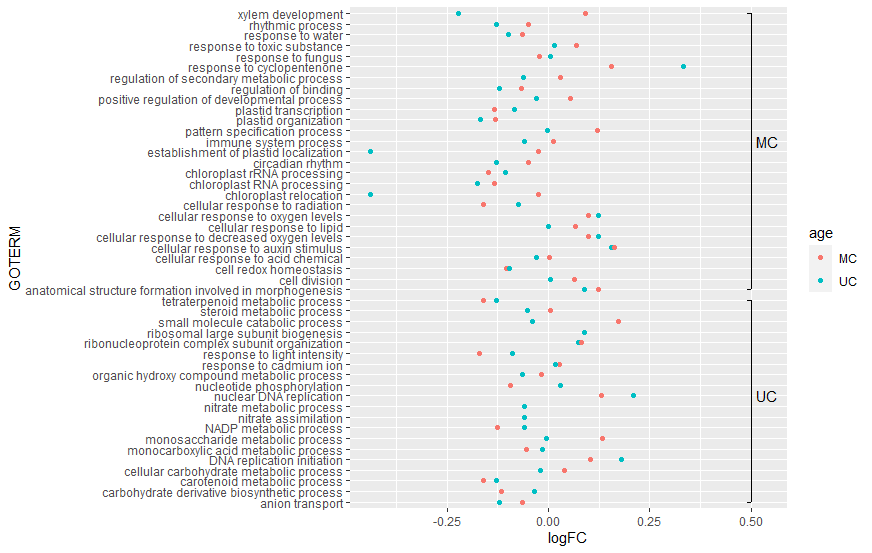 xylem development
rhythmic process
response to water
response to toxic substance
response to fungus
response to cyclopentenone
regulation of secondary metabolic process
regulation of binding
positive regulation of developmental process
plastid transcription
plastid organization
pattern specification process
immune system process
establishment of plastid localization
circadian rhythm
chloroplast rRNA processing
chloroplast RNA processing
chloroplast relocation
cellular response to radiation
cellular response to oxygen levels
cellular response to lipid
cellular response to decreased oxygen levels
cellular response to auxin stimulus
cellular response to acid chemical
cell redox homeostasis
cell division
anatomical structure formation involved in morphogenesis
tetraterpenoid metabolic process
steroid metabolic process
small molecule catabolic process
ribosomal large subunit biogenesis
ribonucleoprotein complex subunit organization
response to light intensity
response to cadmium ion
organic hydroxy compound metabolic process
nucleotide phosphorylation
nuclear DNA replication
nitrate metabolic process
nitrate assimilation
NADP metabolic process
monosaccharide metabolic process
monocarboxylic acid metabolic process
DNA replication initiation
cellular carbohydrate metabolic process
carotenoid metabolic process
carbohydrate derivative biosynthetic process
anion transport
GOTERM
-0.25 0.00 0.25 0.50
logFC
MC
UC
age
MC
UC